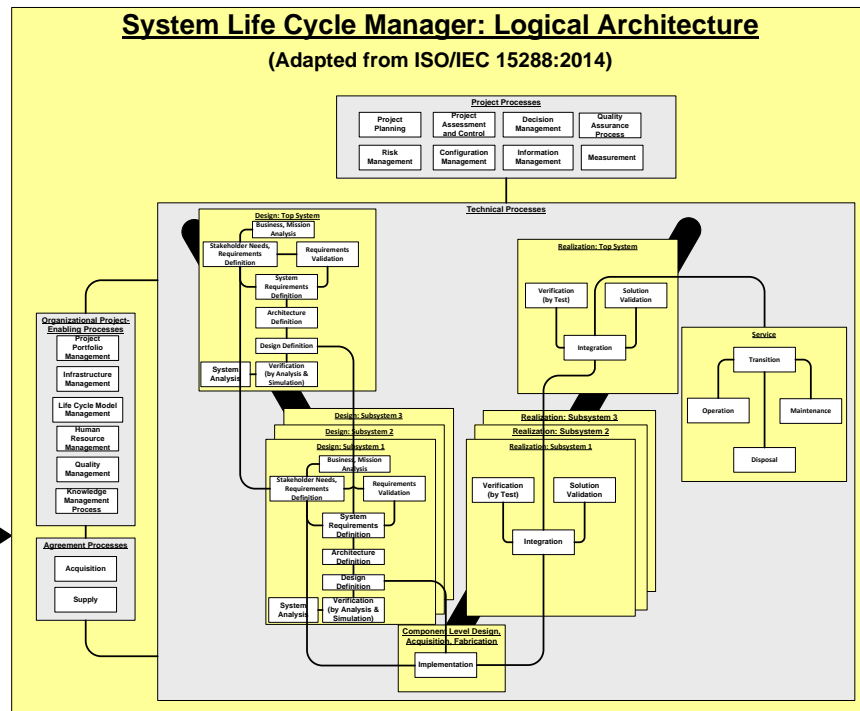 System Life Cycle Manager: Logical Architecture
(Adapted from ISO/IEC 15288:2014)
Project Processes
Project
Planning
Project
Assessment
and Control
Decision
Management
Quality
Assurance
Process
Risk
Management
Configuration
Management
Information
Management
Measurement
Technical Processes
Design: Top System
Business, Mission
Analysis
Stakeholder Needs,
Requirements
Definition
Requirements
Validation
System
Requirements
Definition
Architecture
Definition
Design Definition
System
Analysis
Verification
(by Analysis &
Simulation)
Realization: Top System
Verification
(by Test)
Solution
Validation
Integration
Organizational Project-
Enabling Processes
Project
Portfolio
Management
Infrastructure
Management
Life Cycle Model
Management
Human
Resource
Management
Quality
Management
Knowledge
Management
Process
Service
Transition
Operation
Maintenance
Disposal
Design: Subsystem 3
Design: Subsystem 2
Design: Subsystem 1
Business, Mission
Analysis
Stakeholder Needs,
Requirements
Definition
Requirements
Validation
System
Requirements
Definition
Architecture
Definition
Design
Definition
System Analysis
Verification
(by Analysis &
Simulation)
Realization: Subsystem 3
Realization: Subsystem 2
Realization: Subsystem 1
Verification
(by Test)
Solution
Validation
Integration
Agreement Processes
Acquisition
Supply
Component Level Design,
Acquisition, Fabrication
Implementation